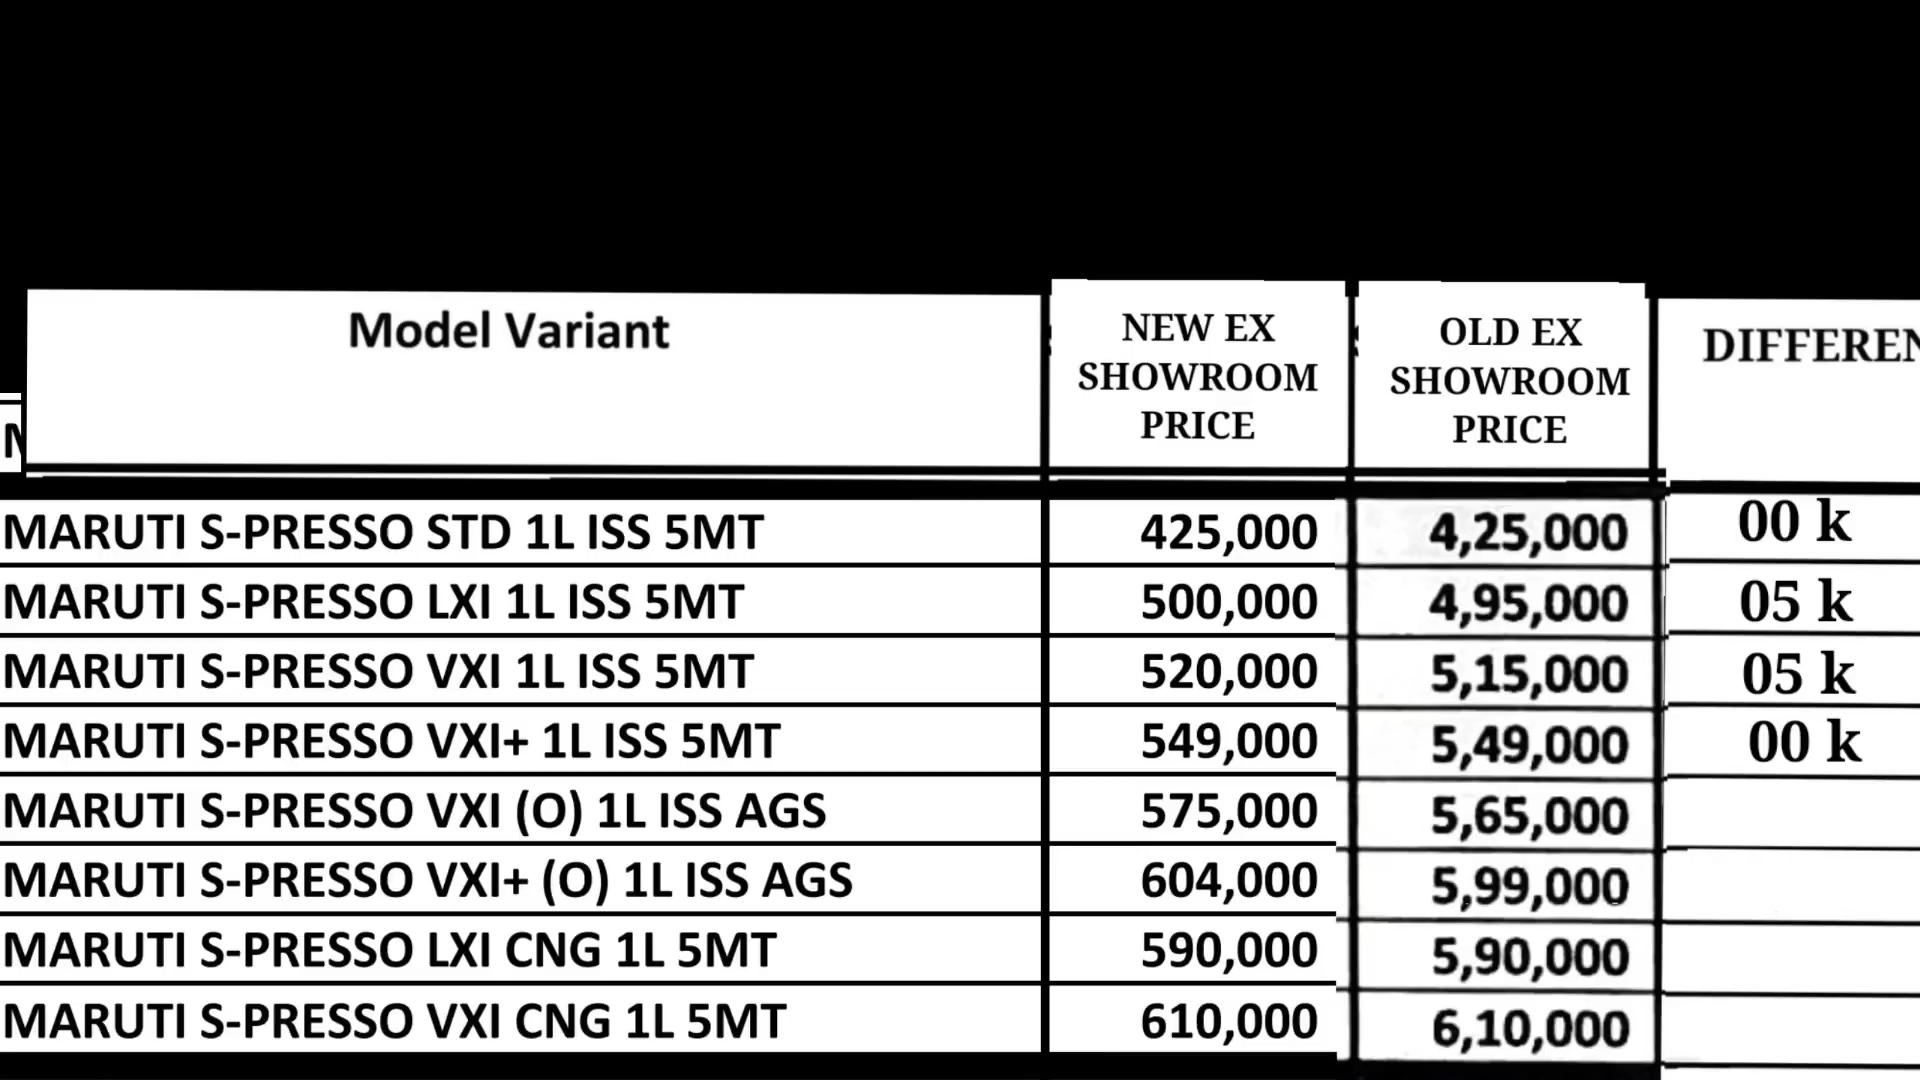 Model Variant
NEW EX
SHOWROOM
PRICE
OLD EX
SHOWROOM
PRICE
DIFFEREN
MARUTI S-PRESSO STD 1L ISS 5MT 425,000 4,25,000 00 k
MARUTI S-PRESSO LXI 1L ISS 5MT 500,000 4,95,000 05 k
MARUTI S-PRESSO VXI 1L ISS 5MT 520,000 5,15,000 05 k
MARUTI S-PRESSO VXI+ 1L ISS 5MT 549,000 5,49,000 00 k
MARUTI S-PRESSO VXI (O) 1L ISS AGS 575,000 5,65,000
MARUTI S-PRESSO VXI+ (O) 1L ISS AGS 604,000 5,99,000
MARUTI S-PRESSO LXI CNG 1L 5MT 590,000 5,90,000
MARUTI S-PRESSO VXI CNG 1L 5MT 610,000 6,10,000